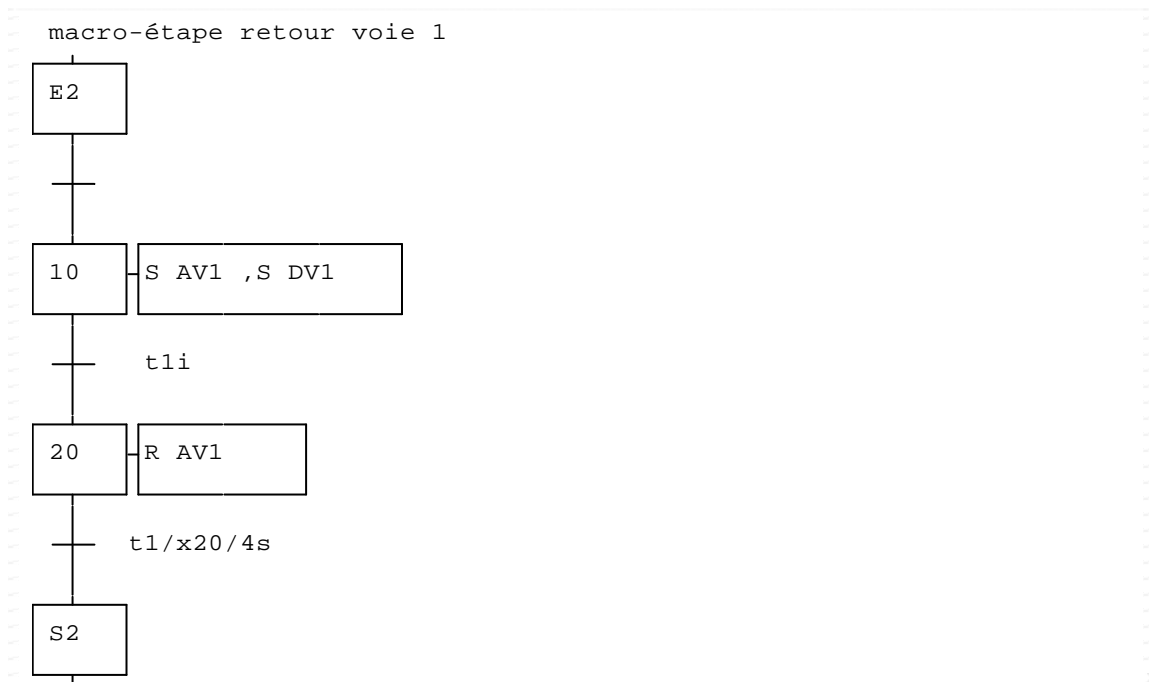 macro-étape retour voie 1
E2
10 S AV1 ,S DV1
t1i
20 R AV1
t1/x20/4s
S2